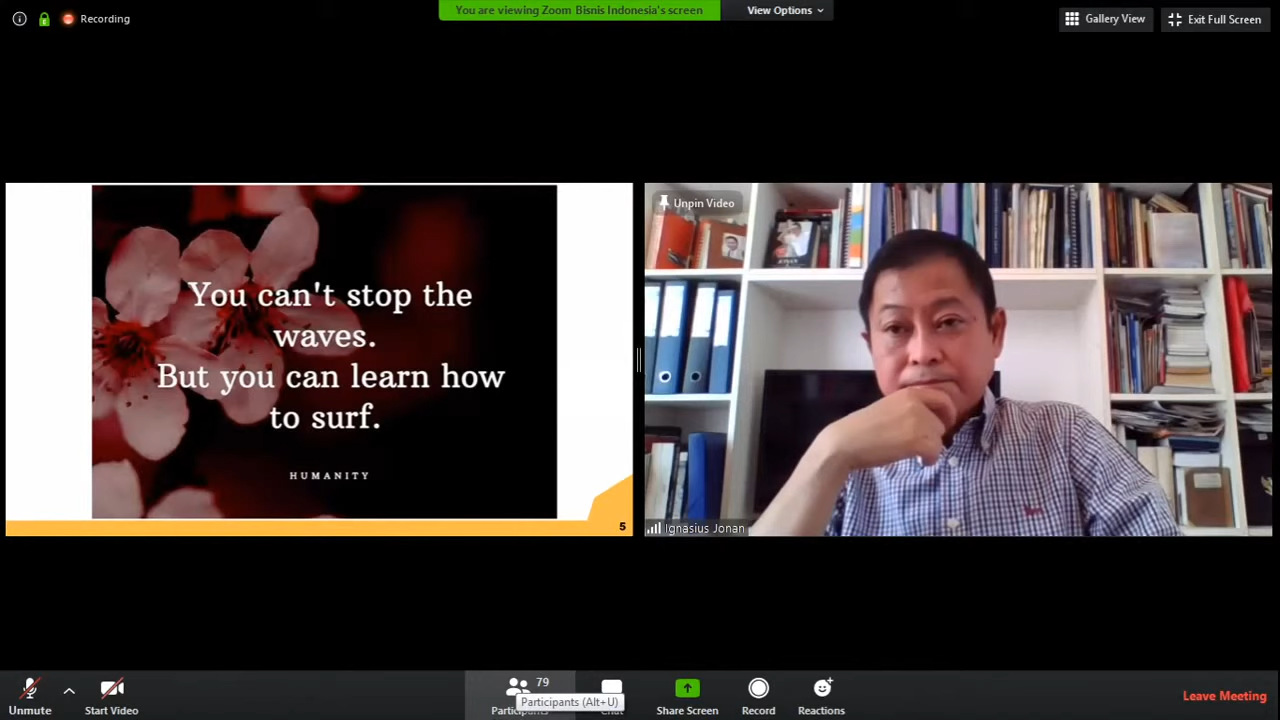 Recording
You are viewing Zoom Bisnis Indonesia's screen
View Options
Gallery View
Exit Full Screen
You can't stop the
waves.
But you can learn how
to surf.
HUMANITY
5
Unpin Video
Ignasius Jonan
Unmute
Start Video
79
Participants (Alt+U)
Share Screen
Record
Reactions
Leave Meeting